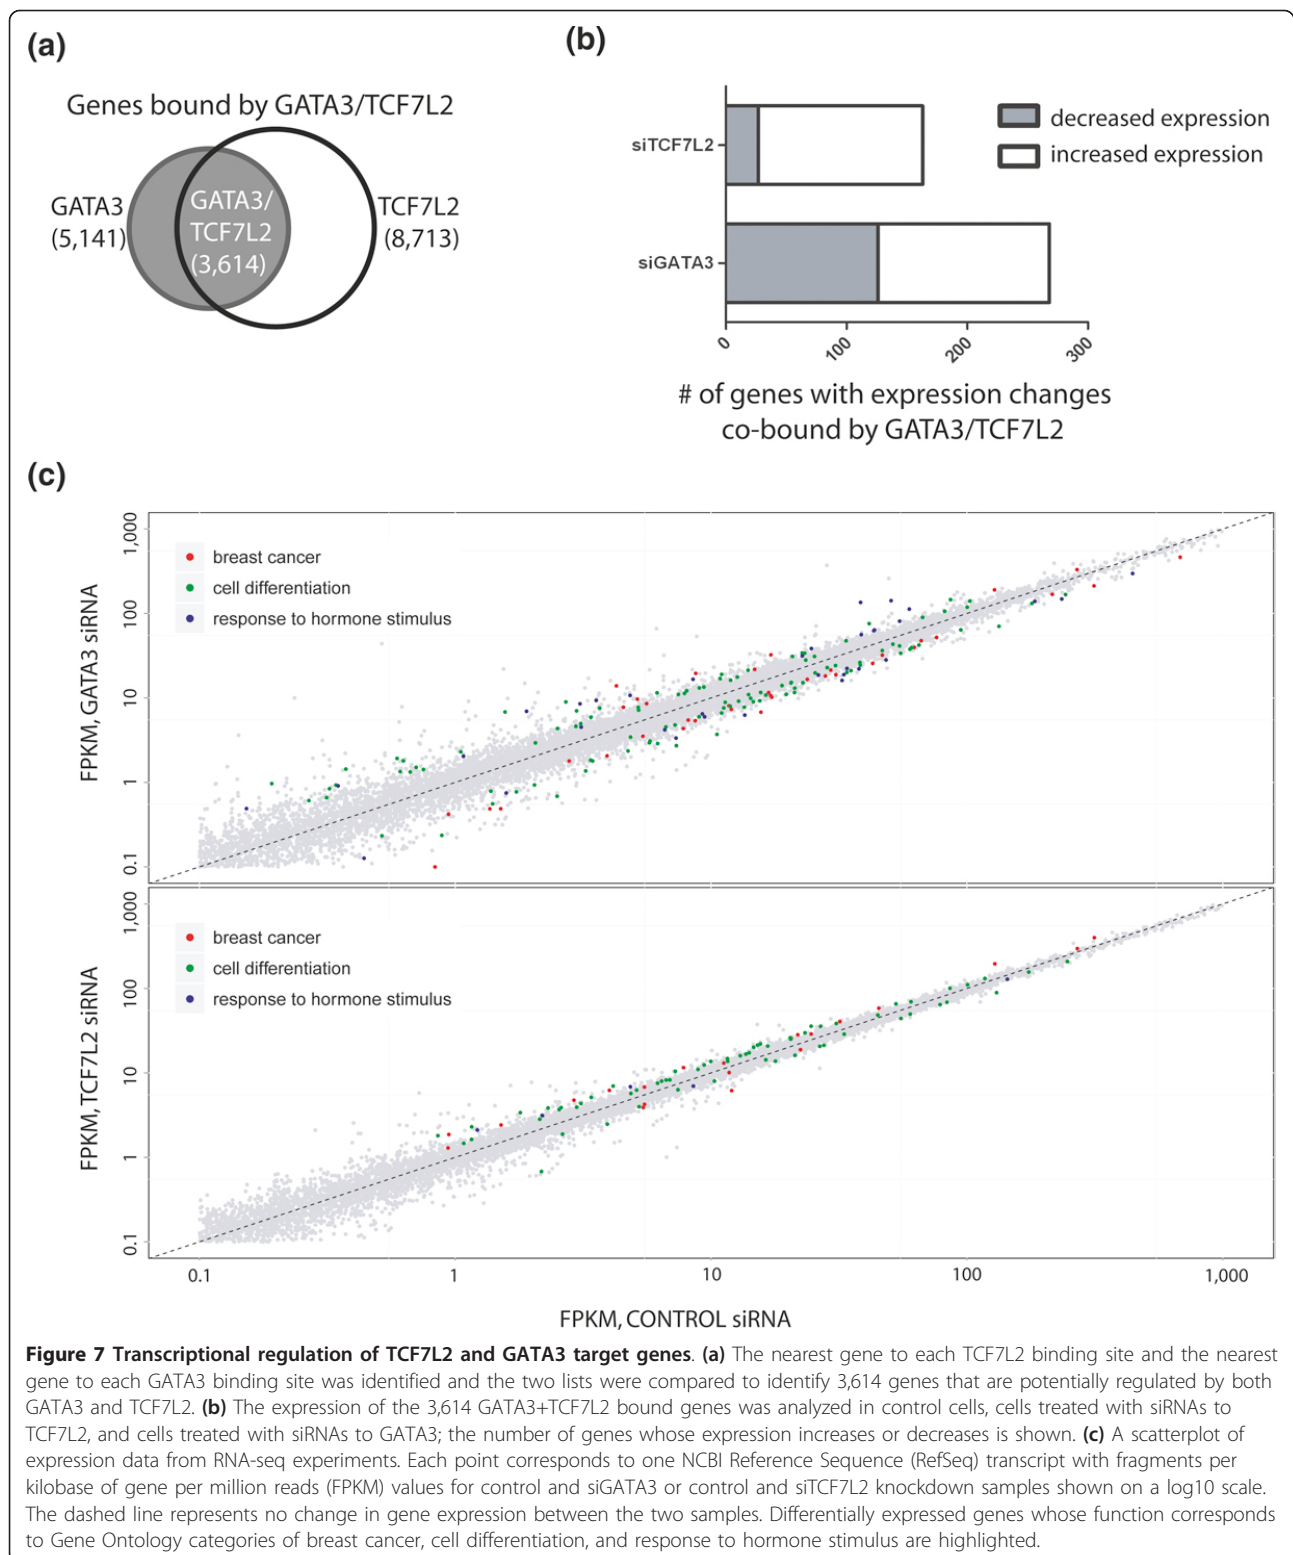 (a)
Genes bound by GATA3/TCF7L2
GATA3
(5,141)
GATA3/
TCF7L2
(3,614)
TCF7L2
(8,713)
(b)
siTCF7L2
siGATA3
decreased expression
increased expression
0
100
200
300
# of genes with expression changes
co-bound by GATA3/TCF7L2
(c)
FPKM, GATA3 siRNA
1,000
100
10
1
0.1
breast cancer
cell differentiation
response to hormone stimulus
FPKM, TCF7L2 siRNA
1,000
100
10
1
0.1
breast cancer
cell differentiation
response to hormone stimulus
0.1
1
10
100
1,000
FPKM, CONTROL siRNA
Figure 7 Transcriptional regulation of TCF7L2 and GATA3 target genes. (a) The nearest gene to each TCF7L2 binding site and the nearest
gene to each GATA3 binding site was identified and the two lists were compared to identify 3,614 genes that are potentially regulated by both
GATA3 and TCF7L2. (b) The expression of the 3,614 GATA3+TCF7L2 bound genes was analyzed in control cells, cells treated with siRNAs to
TCF7L2, and cells treated with siRNAs to GATA3; the number of genes whose expression increases or decreases is shown. (c) A scatterplot of
expression data from RNA-seq experiments. Each point corresponds to one NCBI Reference Sequence (RefSeq) transcript with fragments per
kilobase of gene per million reads (FPKM) values for control and siGATA3 or control and siTCF7L2 knockdown samples shown on a log10 scale.
The dashed line represents no change in gene expression between the two samples. Differentially expressed genes whose function corresponds
to Gene Ontology categories of breast cancer, cell differentiation, and response to hormone stimulus are highlighted.